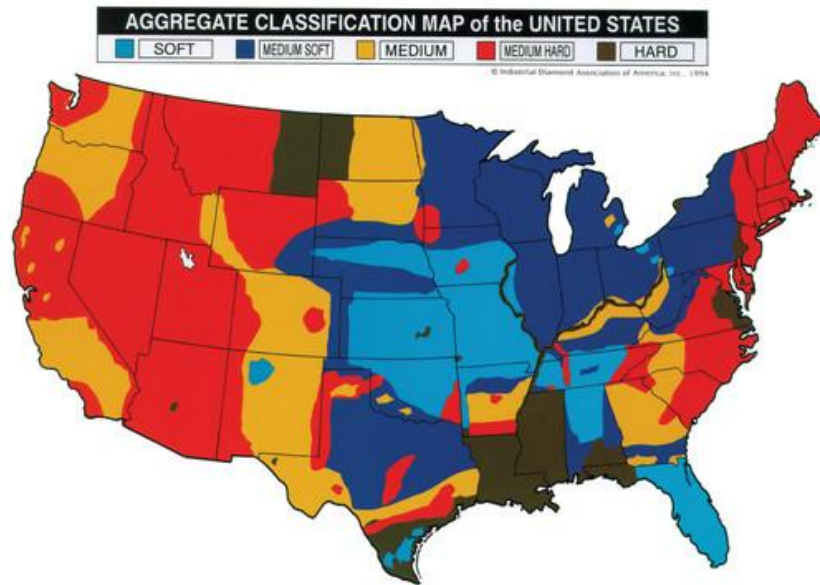 AGGREGATE CLASSIFICATION MAP of the UNITED STATES
SOFT MEDIUM SOFT MEDIUM MEDIUM HARD HARD
© Industrial Diamond Association of America, Inc., 1994